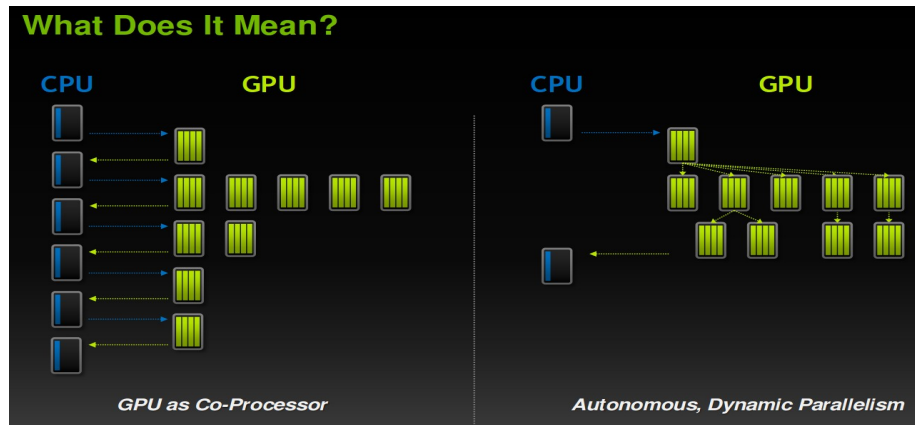 What Does It Mean?
CPU
GPU
CPU
GPU
GPU as Co-Processor
Autonomous, Dynamic Parallelism